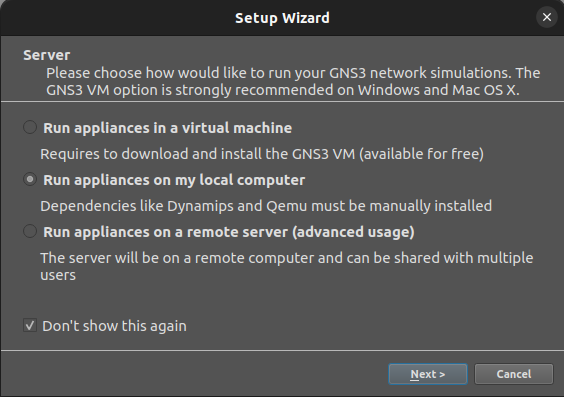 Setup Wizard
Server
Please choose how would like to run your GNS3 network simulations. The
GNS3 VM option is strongly recommended on Windows and Mac OS X.
Run appliances in a virtual machine
Requires to download and install the GNS3 VM (available for free)
Run appliances on my local computer
Dependencies like Dynamips and Qemu must be manually installed
Run appliances on a remote server (advanced usage)
The server will be on a remote computer and can be shared with multiple
users
Don't show this again
Next >
Cancel